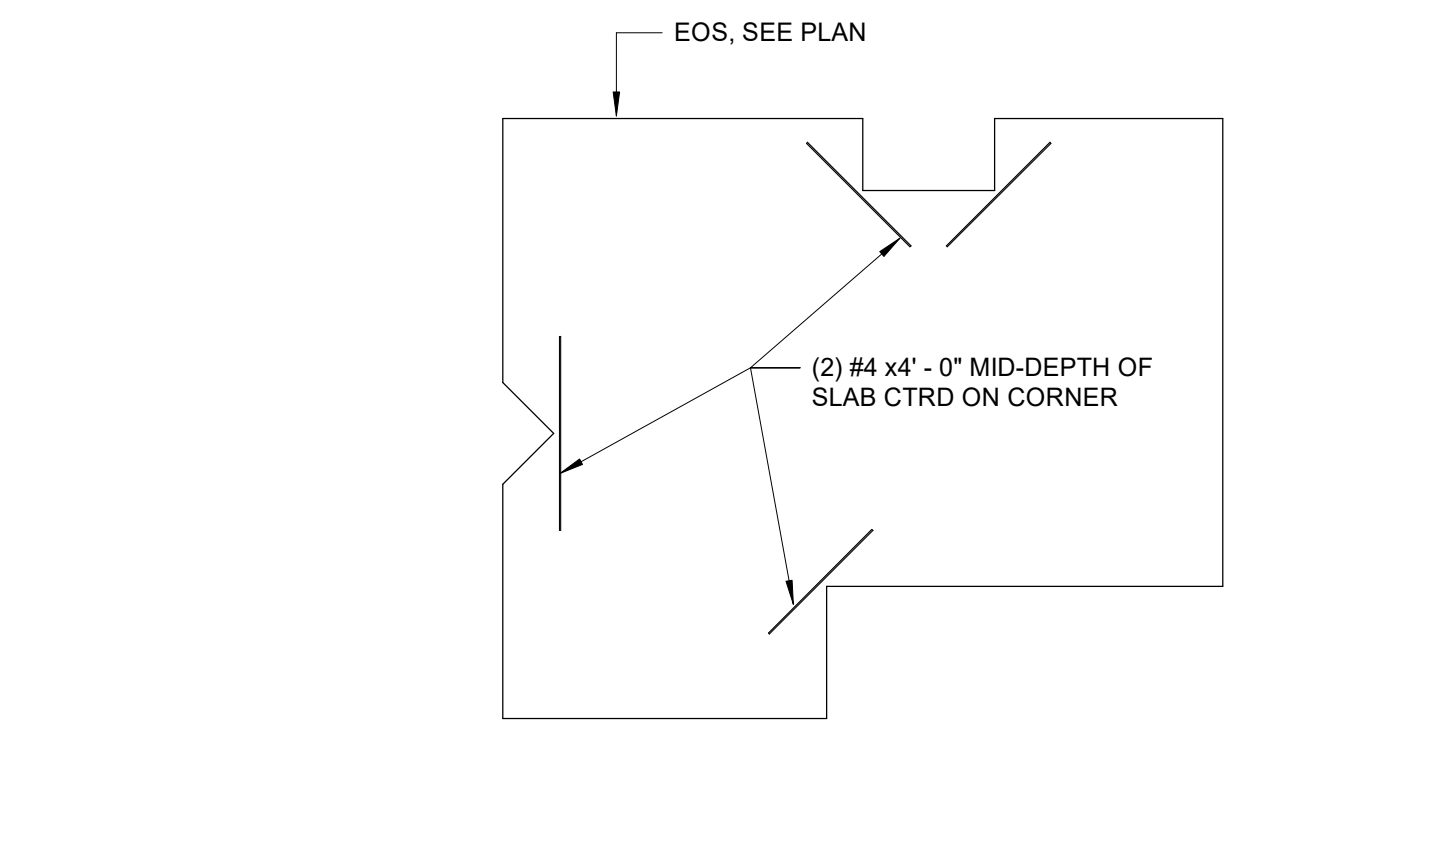 EOS, SEE PLAN
(2) #4 x4' - 0" MID-DEPTH OF
SLAB CTRD ON CORNER